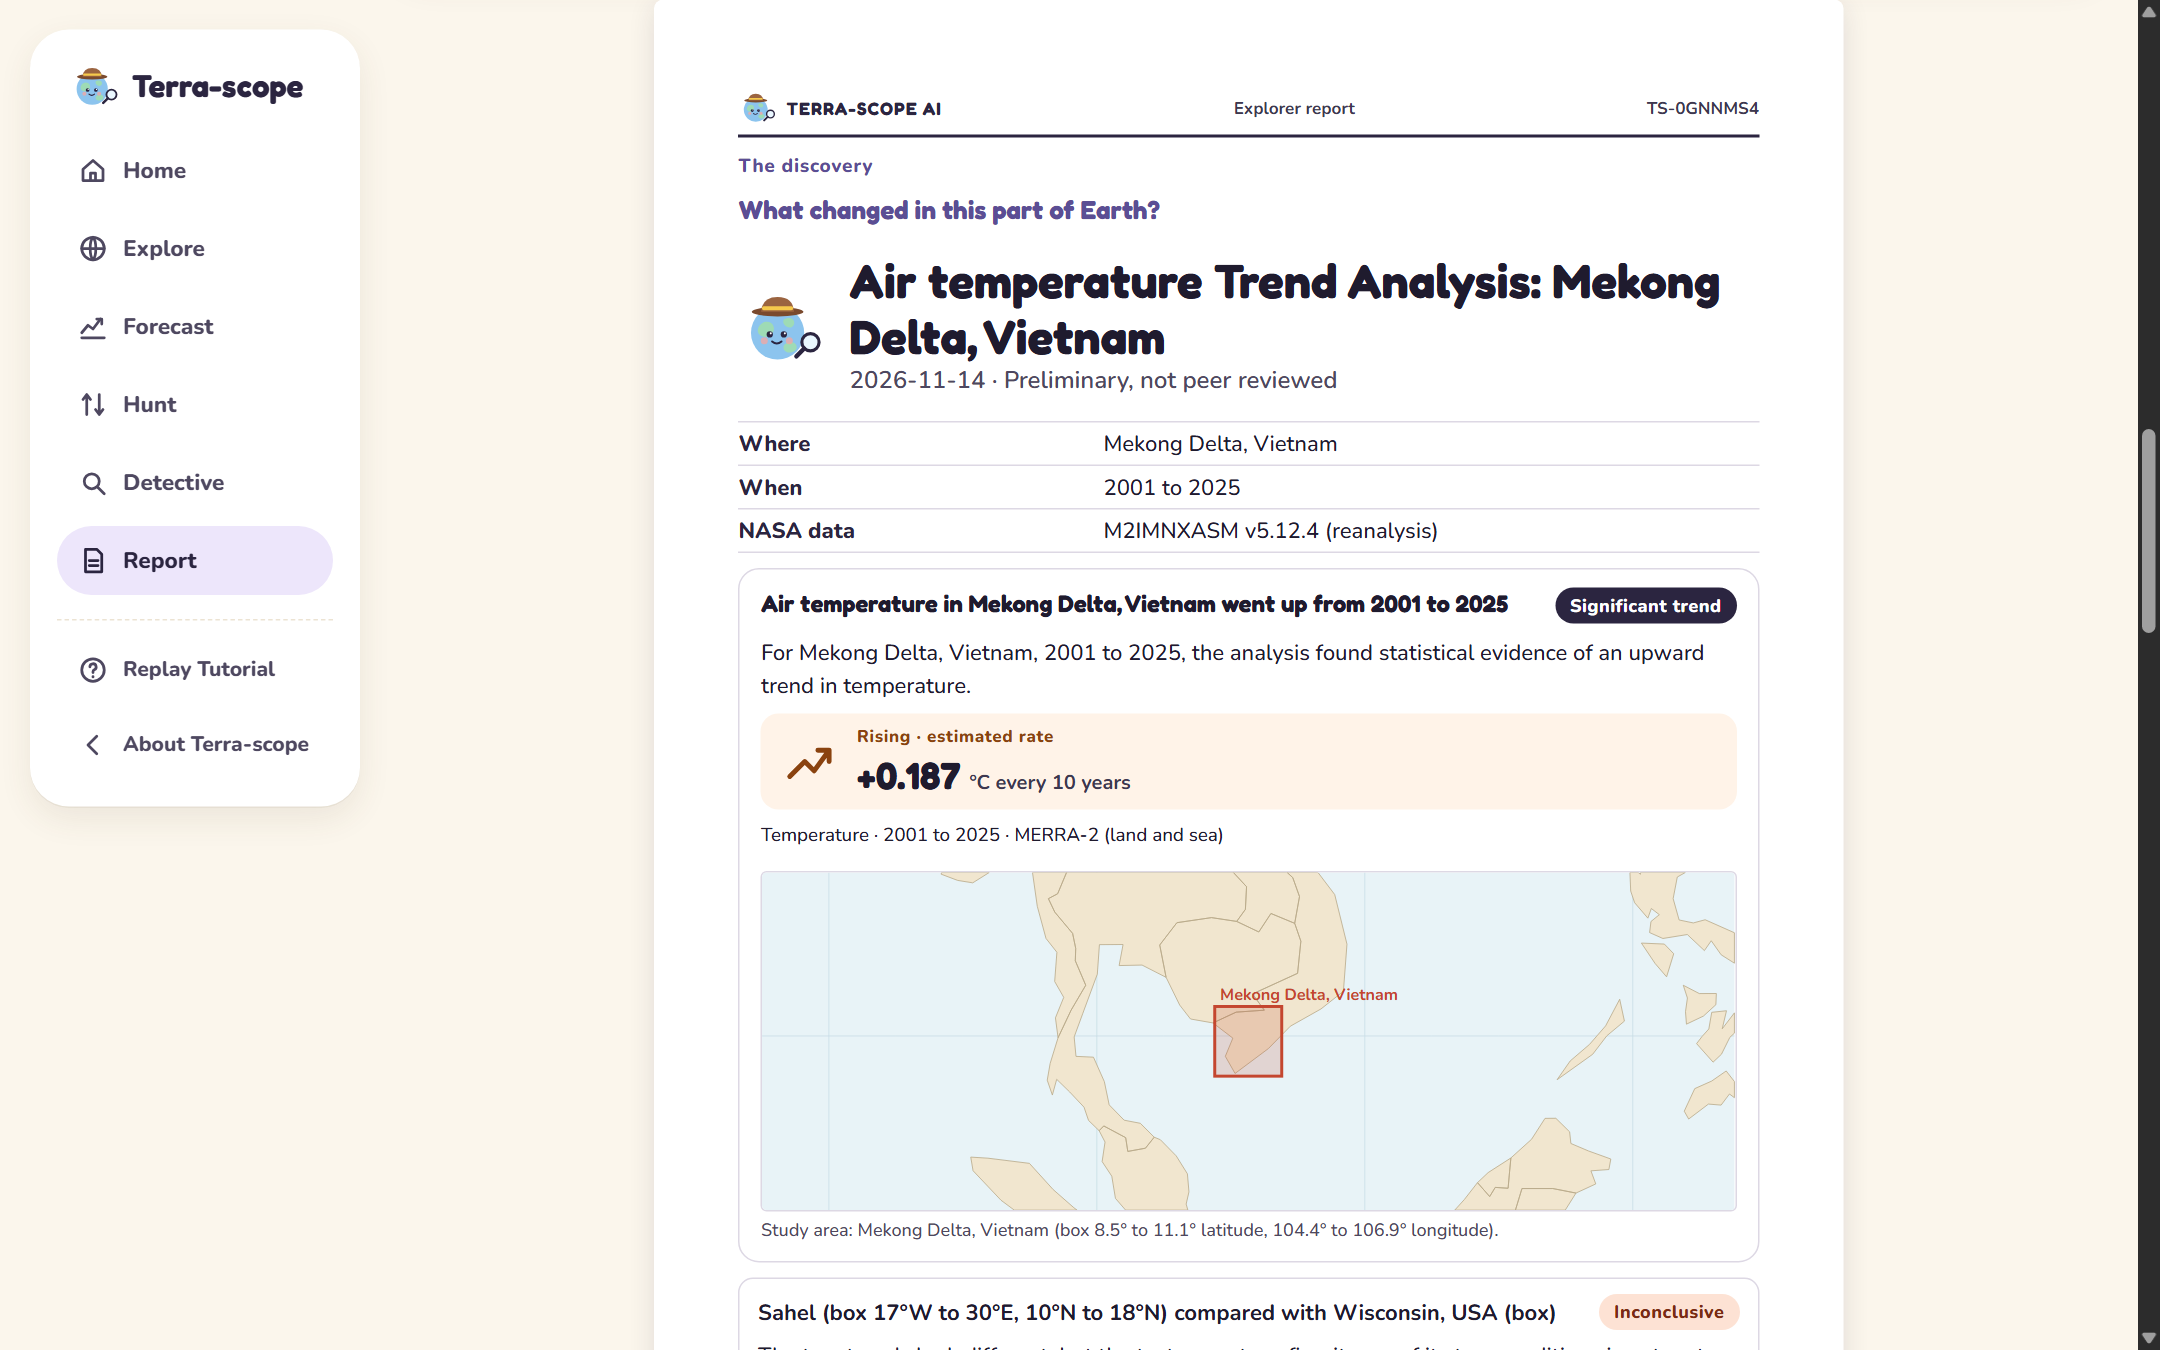 Terra-scope
Home
Explore
Forecast
Hunt
Detective
Report
Replay Tutorial
About Terra-scope
TERRA-SCOPE AI
Explorer report
TS-0GNNMS4
The discovery
What changed in this part of Earth?
Air temperature Trend Analysis: Mekong
Delta, Vietnam
2026-11-14 · Preliminary, not peer reviewed
Where
Mekong Delta, Vietnam
When
2001 to 2025
NASA data
M2IMNXASM v5.12.4 (reanalysis)
Air temperature in Mekong Delta, Vietnam went up from 2001 to 2025
Significant trend
For Mekong Delta, Vietnam, 2001 to 2025, the analysis found statistical evidence of an upward
trend in temperature.
Rising · estimated rate
+0.187 °C every 10 years
Temperature · 2001 to 2025 · MERRA-2 (land and sea)
Mekong Delta, Vietnam
Study area: Mekong Delta, Vietnam (box 8.5° to 11.1° latitude, 104.4° to 106.9° longitude).
Sahel (box 17°W to 30°E, 10°N to 18°N) compared with Wisconsin, USA (box)
Inconclusive